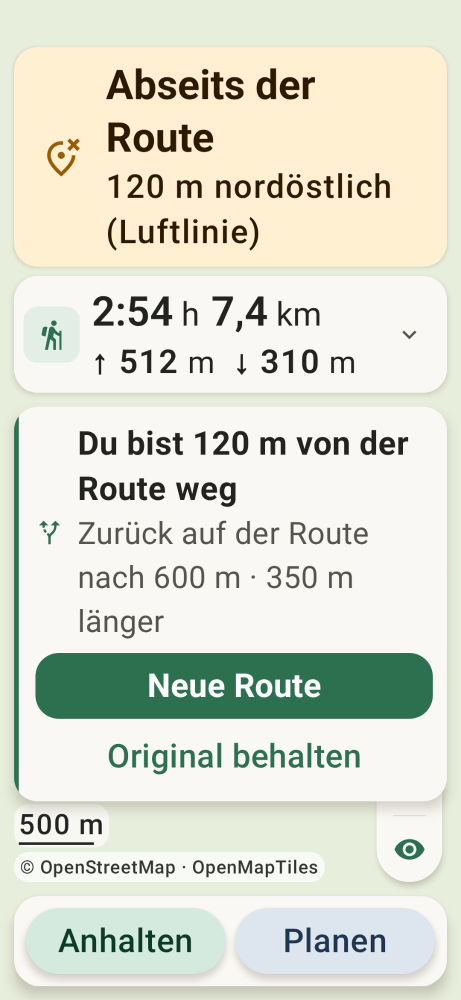 Abseits der
Route
120 m nordöstlich
(Luftlinie)
2:54 h 7,4 km
↑ 512 m ↓ 310 m
Du bist 120 m von der
Route weg
Zurück auf der Route
nach 600 m · 350 m
länger
Neue Route
Original behalten
500 m
© OpenStreetMap · OpenMapTiles
Anhalten
Planen